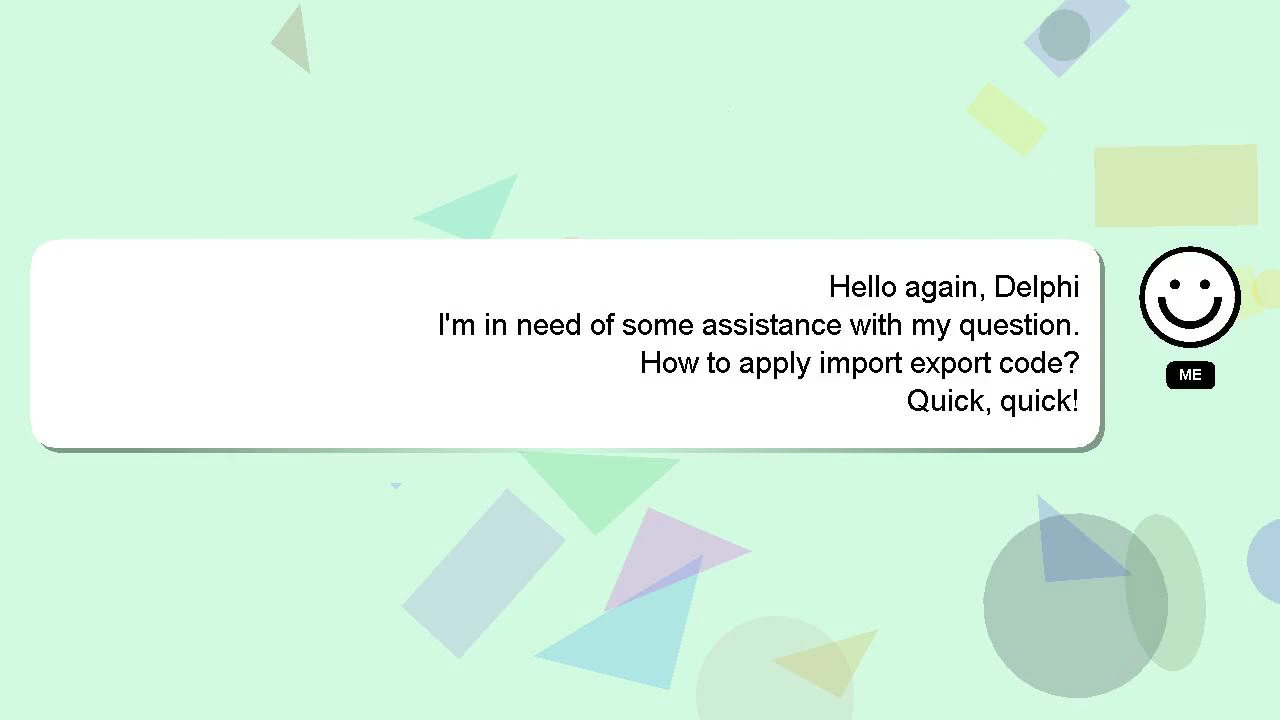 Hello again, Delphi
I'm in need of some assistance with my question.
How to apply import export code?
Quick, quick!
ME